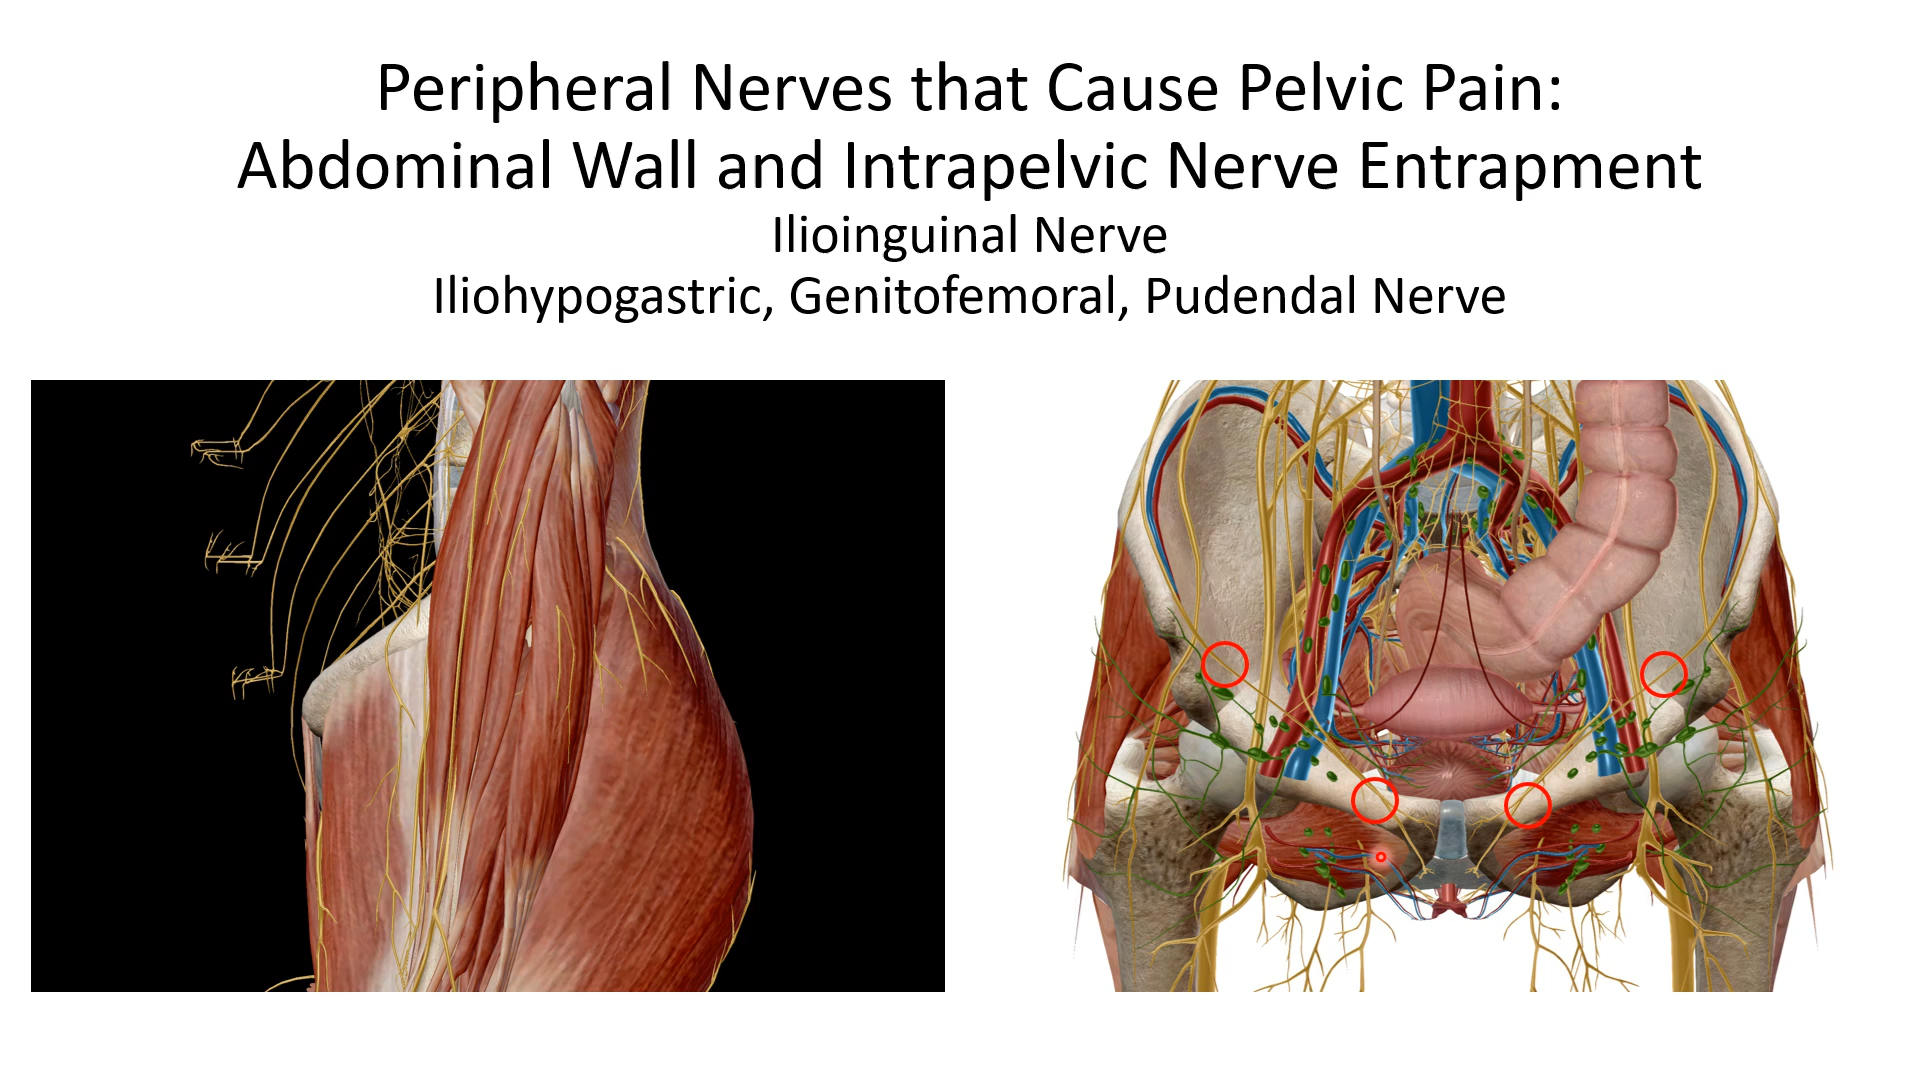 Peripheral Nerves that Cause Pelvic Pain:
Abdominal Wall and Intrapelvic Nerve Entrapment
Ilioinguinal Nerve
Iliohypogastric, Genitofemoral, Pudendal Nerve